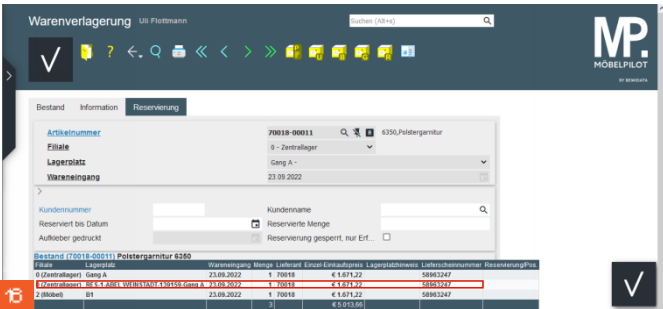 Warenverlagerung Uli Flottmann
Suchen (Alt+s)
MP.
MÖBELPILOT
BY BENSDATA
Bestand Information Reservierung
Artikelnummer 70018-00011 6350,Polstergarnitur
Filiale 0 - Zentrallager
Lagerplatz Gang A -
Wareneingang 23.09.2022
Kundennummer Kundenname
Reserviert bis Datum Reservierte Menge
Aufkleber gedruckt Reservierung gesperrt, nur Erf...
Bestand (70018-00011) Polstergarnitur 6350
Filiale Lagerplatz Wareneingang Menge Lieferant Einzel-Einkaufspreis Lagerplatzhinweis Lieferscheinnummer Reservierung/Pos
0 (Zentrallager) Gang A 23.09.2022 1 70018 € 1.671,22 58963247
(Zentrallager) RES-1-ABEL WEINSTADT-139159-Gang A 23.09.2022 1 70018 € 1.671,22 58963247
2 (Möbel) B1 23.09.2022 1 70018 € 1.671,22 58963247
3 € 5.013,66
16